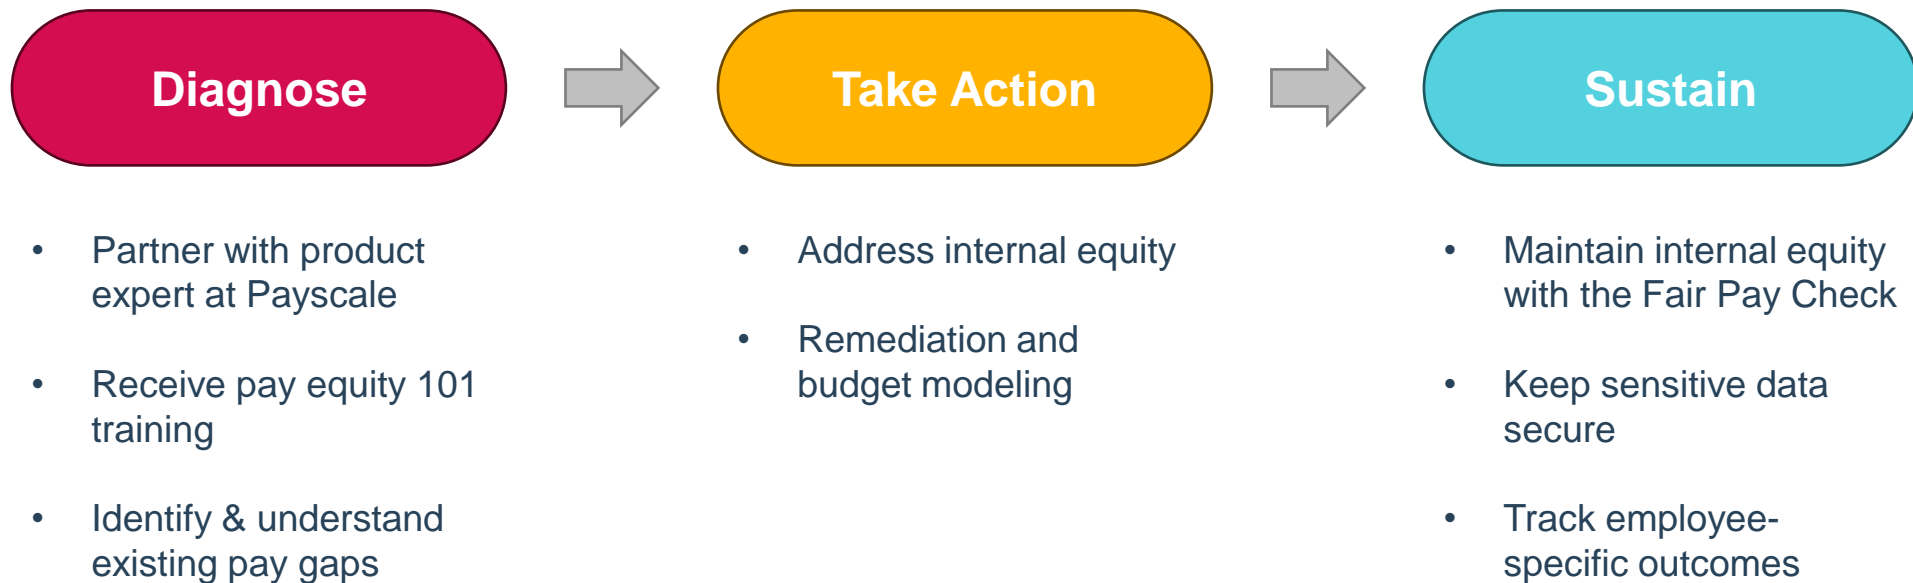 Diagnose
Take Action
Sustain
• Partner with product
expert at Payscale
• Receive pay equity 101
training
• Identify & understand
existing pay gaps
• Address internal equity
• Remediation and
budget modeling
• Maintain internal equity
with the Fair Pay Check
• Keep sensitive data
secure
• Track employee-
specific outcomes